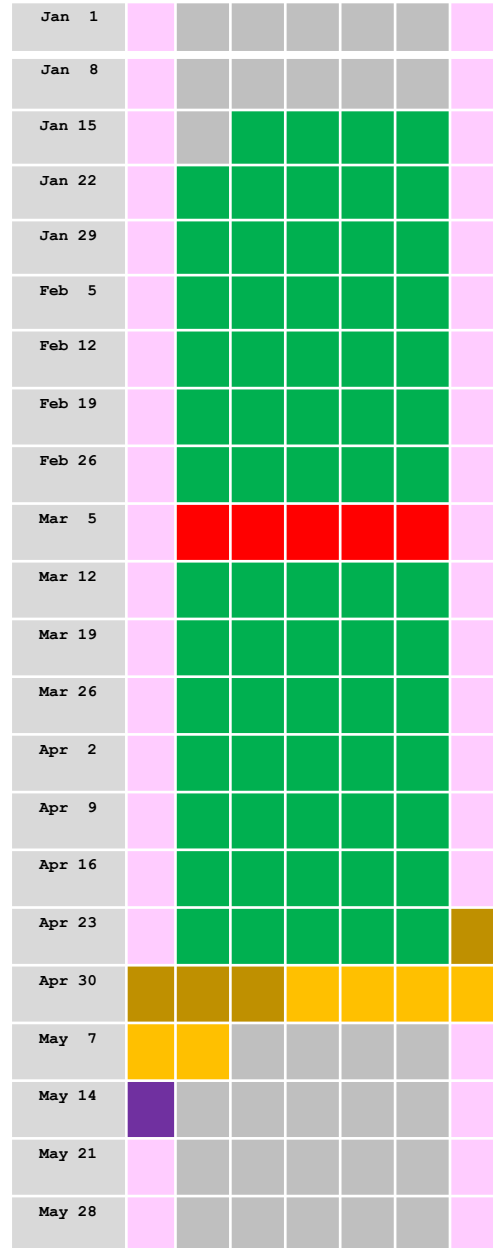 Jan 1
Jan 8
Jan 15
Jan 22
Jan 29
Feb 5
Feb 12
Feb 19
Feb 26
Mar 5
Mar 12
Mar 19
Mar 26
Apr 2
Apr 9
Apr 16
Apr 23
Apr 30
May 7
May 14
May 21
May 28